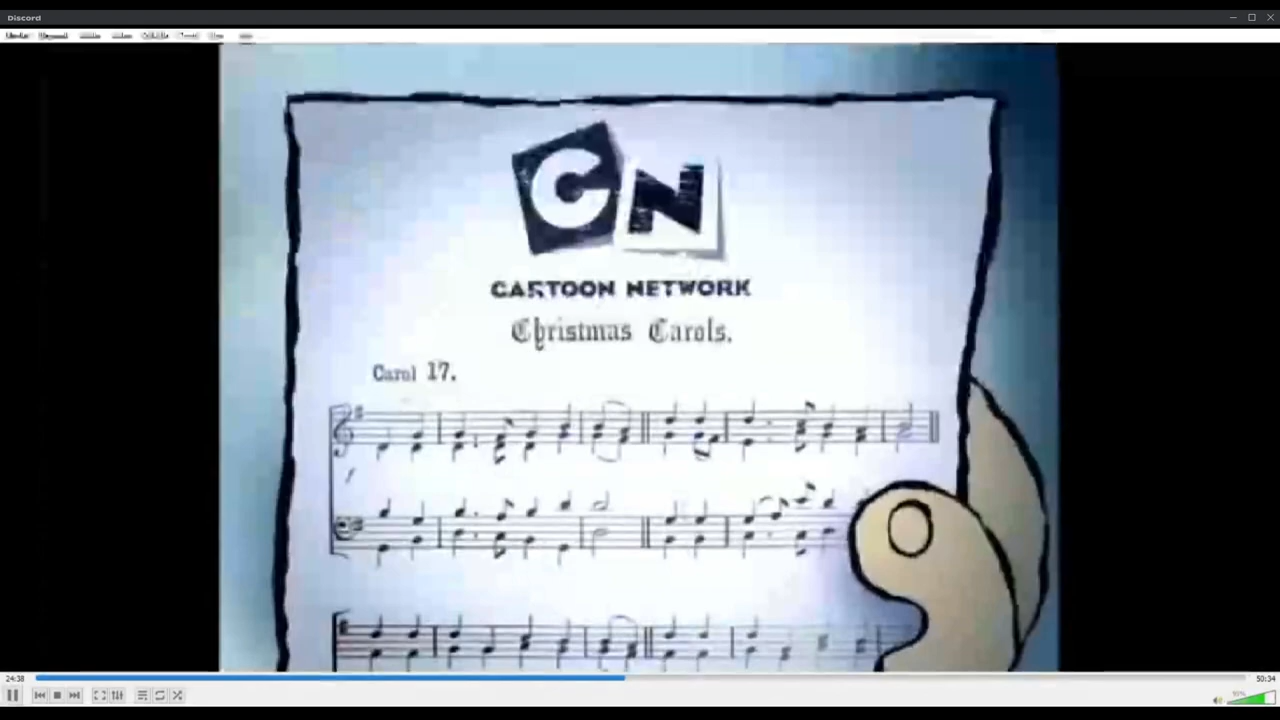 Discord
CN
CARTOON NETWORK
Christmas Carols.
Carol 17.
f
24:38
50:34